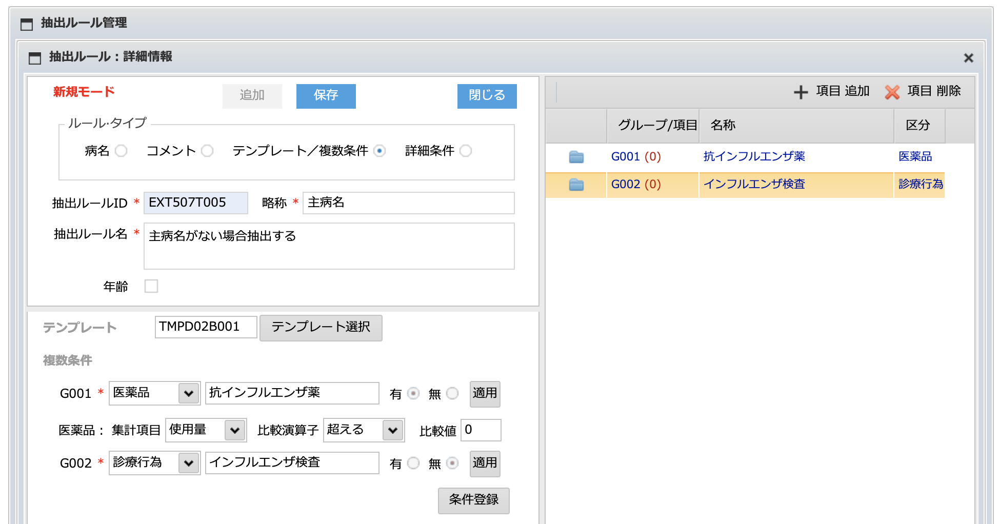 抽出ルール管理
抽出ルール：詳細情報
新規モード 追加 保存 閉じる
ルール·タイプ
病名 コメント テンプレート／複数条件 詳細条件
抽出ルールID * EXT507T005 略称 * 主病名
抽出ルール名 * 主病名がない場合抽出する
年齢
テンプレート TMPD02B001 テンプレート選択
複数条件
G001 * 医薬品 抗インフルエンザ薬 有 無 適用
医薬品： 集計項目 使用量 比較演算子 超える 比較値 0
G002 * 診療行為 インフルエンザ検査 有 無 適用
条件登録
項目 追加 項目 削除
グループ/項目 名称 区分
G001 (0) 抗インフルエンザ薬 医薬品
G002 (0) インフルエンザ検査 診療行為